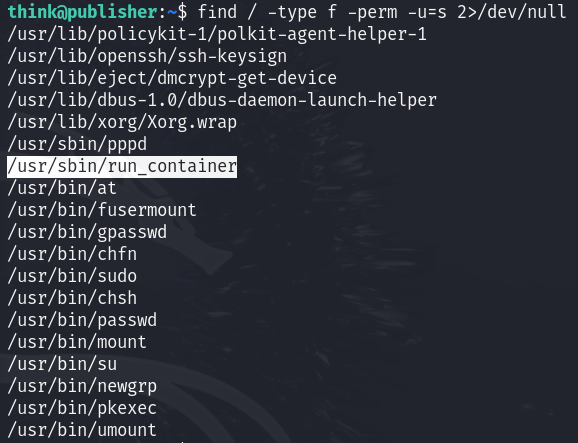 think@publisher:~$ find / -type f -perm -u=s 2>/dev/null
/usr/lib/policykit-1/polkit-agent-helper-1
/usr/lib/openssh/ssh-keysign
/usr/lib/eject/dmcrypt-get-device
/usr/lib/dbus-1.0/dbus-daemon-launch-helper
/usr/lib/xorg/Xorg.wrap
/usr/sbin/pppd
/usr/sbin/run_container
/usr/bin/at
/usr/bin/fusermount
/usr/bin/gpasswd
/usr/bin/chfn
/usr/bin/sudo
/usr/bin/chsh
/usr/bin/passwd
/usr/bin/mount
/usr/bin/su
/usr/bin/newgrp
/usr/bin/pkexec
/usr/bin/umount